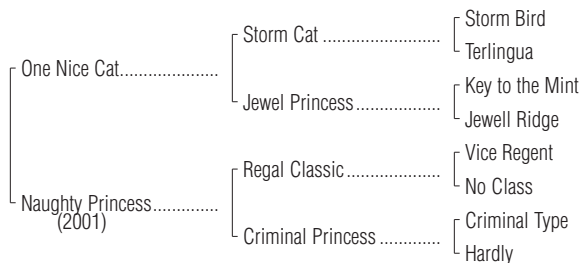 Storm Bird
Storm Cat ..........................
Terlingua
One Nice Cat......................
Key to the Mint
Jewel Princess...................
Jewell Ridge
Vice Regent
Regal Classic .....................
No Class
Naughty Princess...............
(2001)
Criminal Type
Criminal Princess ..............
Hardly